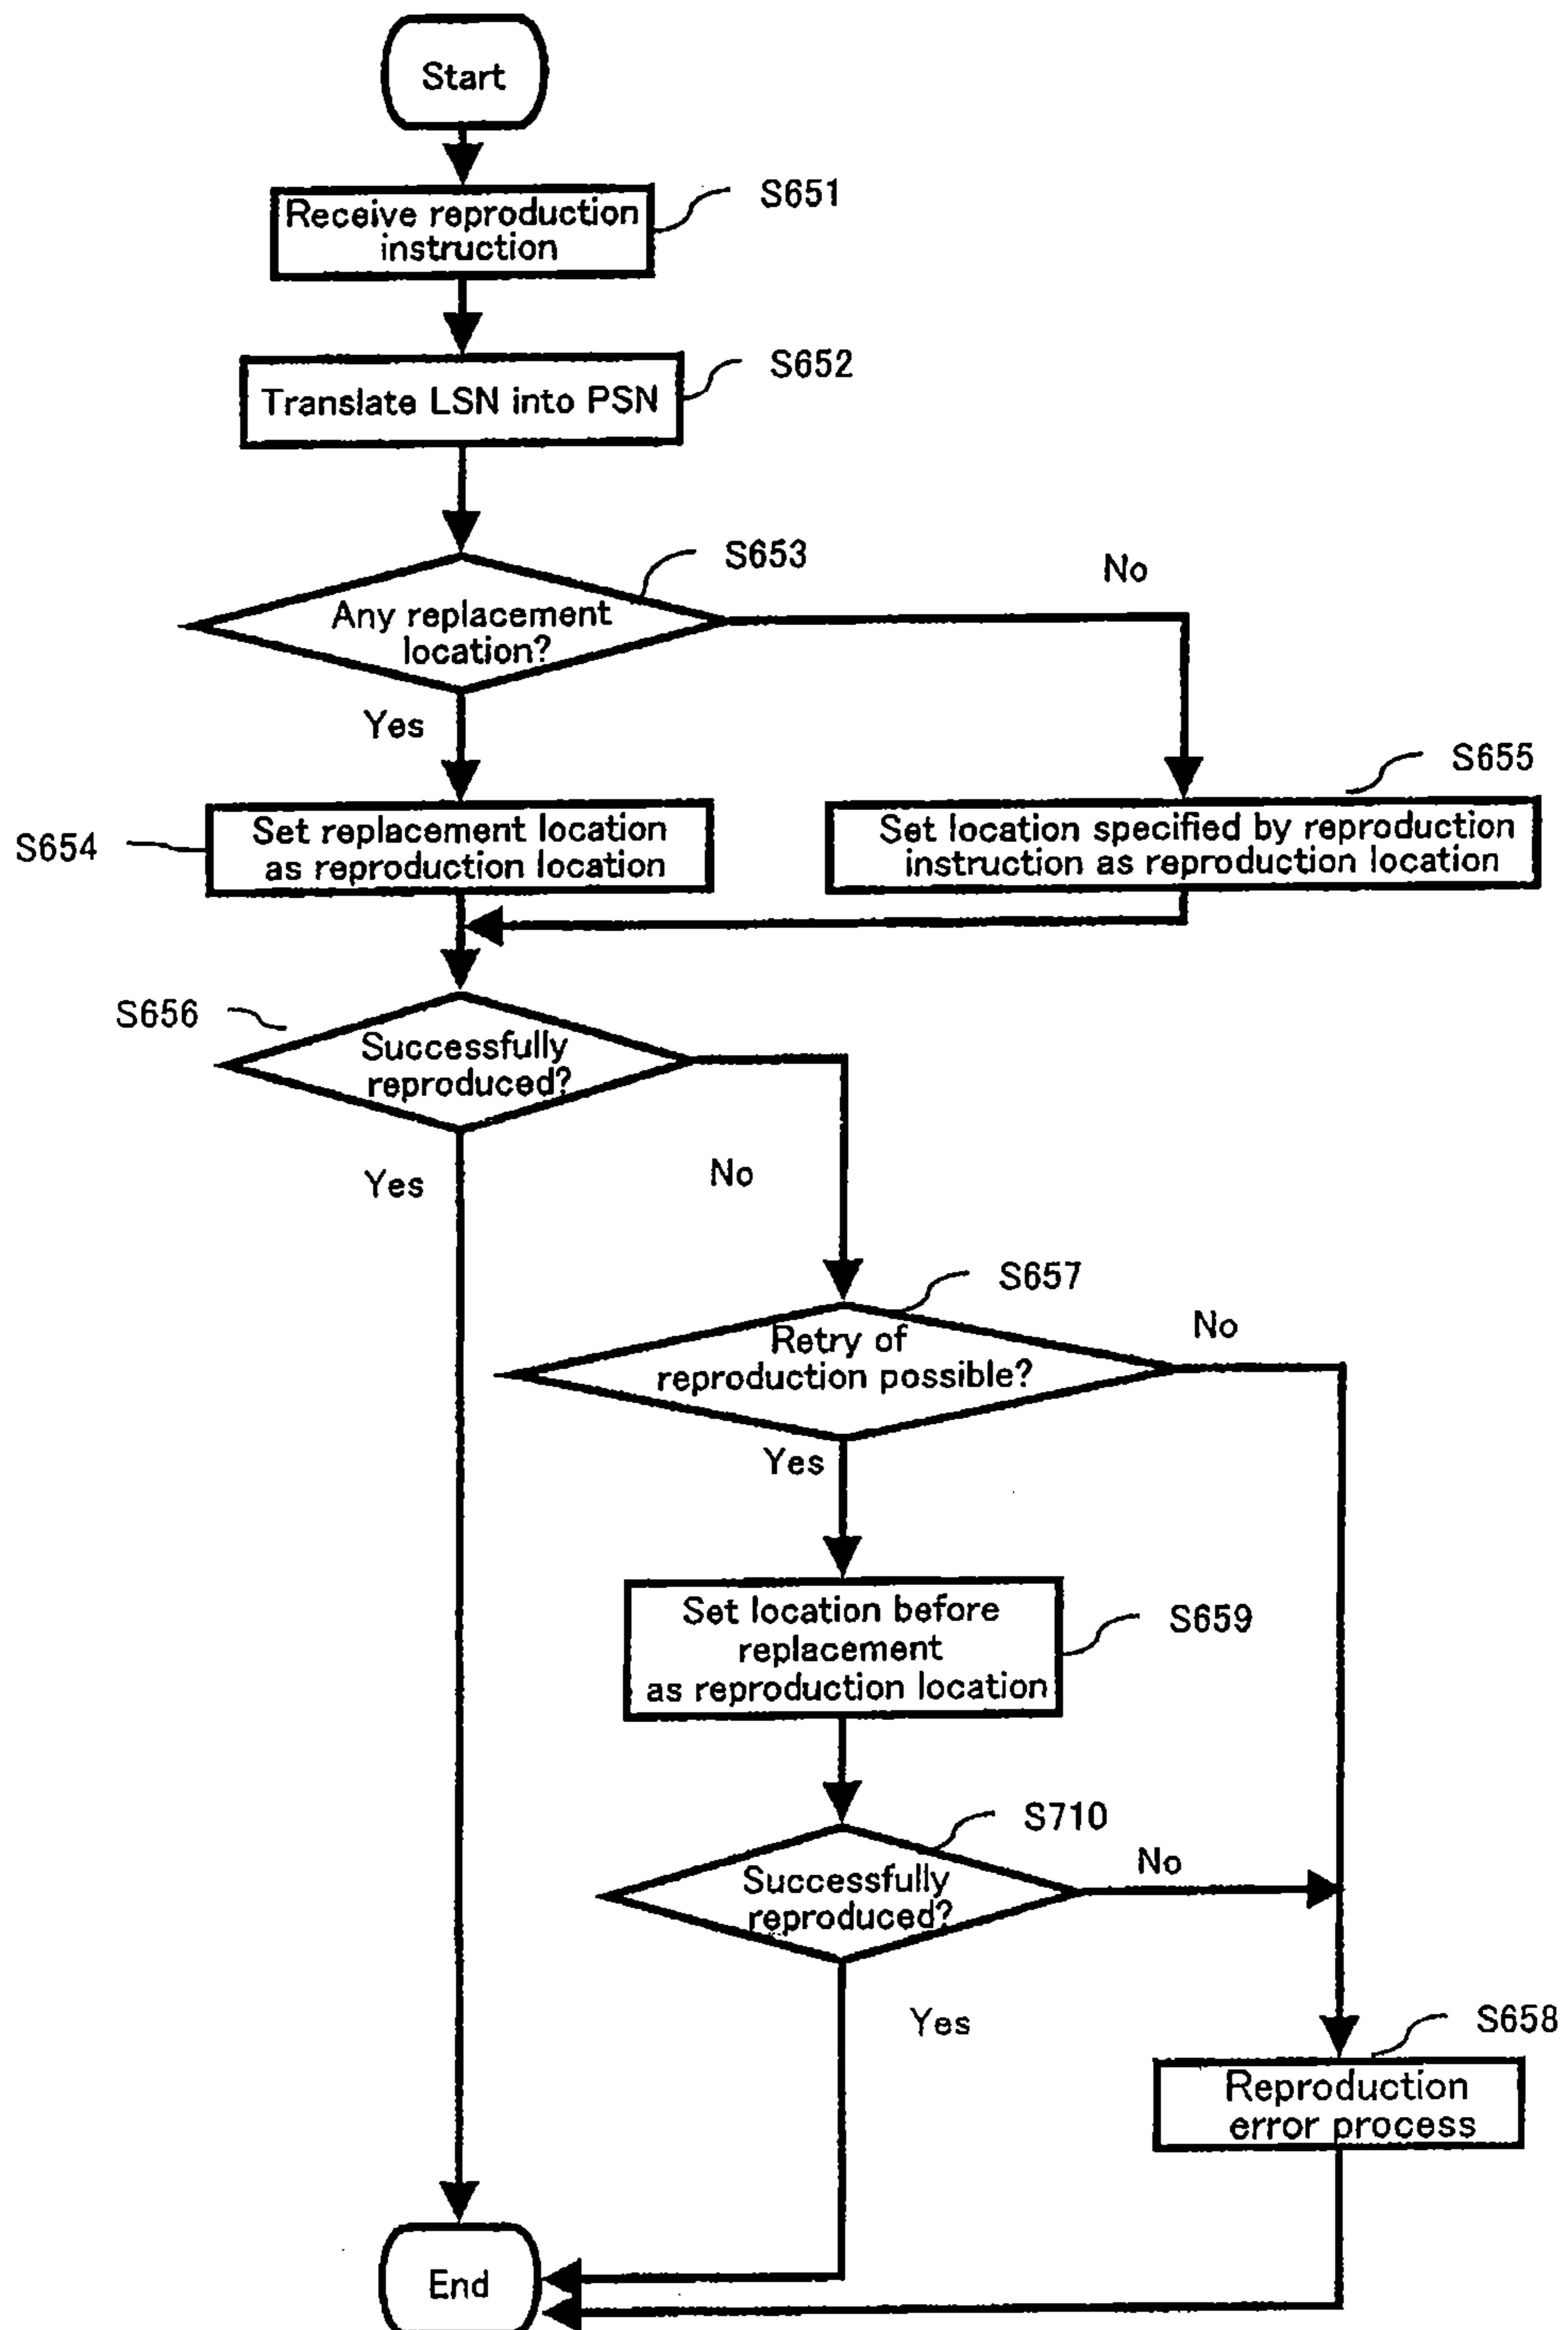 Start
Receive reproduction
instruction
S651
Translate LSN into PSN
S652
Any replacement
location?
S653
No
Yes
S654
Set replacement location
as reproduction location
S655
Set location specified by reproduction
instruction as reproduction location
S656
Successfully
reproduced?
Yes
No
S657
Retry of
reproduction possible?
No
Yes
Set location before
replacement
as reproduction location
S659
S710
Successfully
reproduced?
No
Yes
S658
Reproduction
error process
End